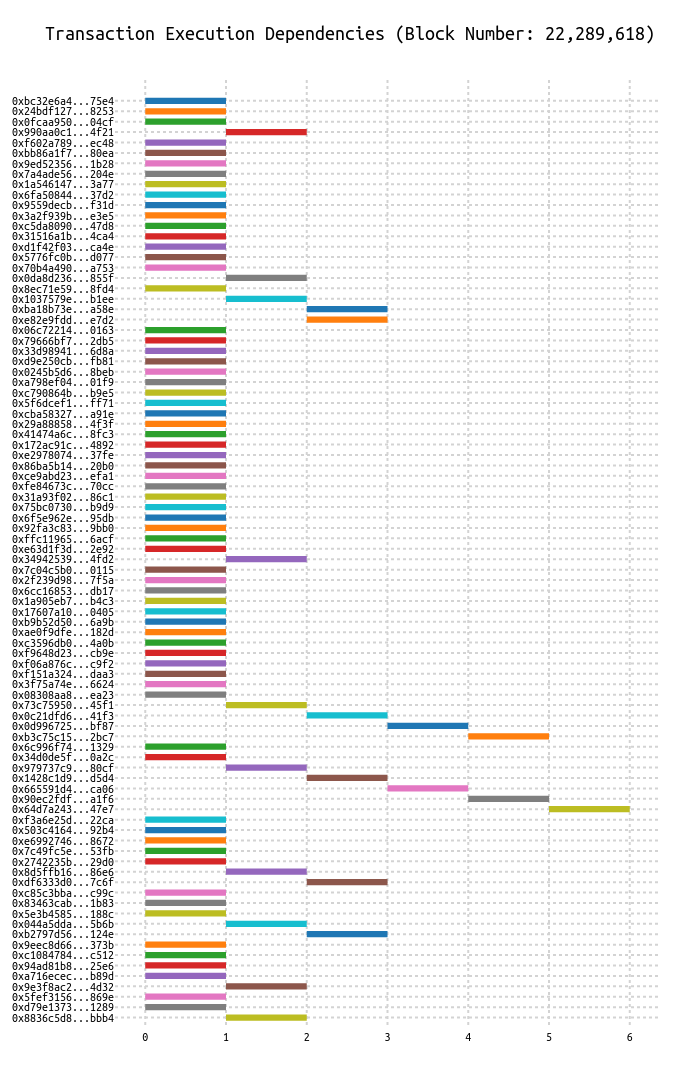 Transaction Execution Dependencies (Block Number: 22,289,618)
0xbc32e6a4...75e4
0x24bdf127...8253
0x0fcaa950...04cf
0x990aa0c1...4f21
0xf602a789...ec48
0xbb86a1f7...80ea
0x9ed52356...1b28
0x7a4ade56...204e
0x1a546147...3a77
0x6fa50844...37d2
0x9559decb...f31d
0x3a2f939b...e3e5
0xc5da8090...47d8
0x31516a1b...4ca4
0xd1f42f03...ca4e
0x5776fc0b...d077
0x70b4a490...a753
0x0da8d236...855f
0x8ec71e59...8fd4
0x1037579e...b1ee
0xba18b73e...a58e
0xe82e9fdd...e7d2
0x06c72214...0163
0x79666bf7...2db5
0x33d98941...6d8a
0xd9e250cb...fb81
0x0245b5d6...8beb
0xa798ef04...01f9
0xc790864b...b9e5
0x5f6dcef1...ff71
0xcba58327...a91e
0x29a88858...4f3f
0x41474a6c...8fc3
0x172ac91c...4892
0xe2978074...37fe
0x86ba5b14...20b0
0xce9abd23...efa1
0xfe84673c...70cc
0x31a93f02...86c1
0x75bc0730...b9d9
0x6f5e962e...95db
0x92fa3c83...9bb0
0xffc11965...6acf
0xe63d1f3d...2e92
0x34942539...4fd2
0x7c04c5b0...0115
0x2f239d98...7f5a
0x6cc16853...db17
0x1a905eb7...b4c3
0x17607a10...0405
0xb9b52d50...6a9b
0xae0f9dfe...182d
0xc3596db0...4a0b
0xf9648d23...cb9e
0xf06a876c...c9f2
0xf151a324...daa3
0x3f75a74e...6624
0x08308aa8...ea23
0x73c75950...45f1
0x0c21dfd6...41f3
0x0d996725...bf87
0xb3c75c15...2bc7
0x6c996f74...1329
0x34d0de5f...0a2c
0x979737c9...80cf
0x1428c1d9...d5d4
0x665591d4...ca06
0x90ec2fdf...a1f6
0x64d7a243...47e7
0xf3a6e25d...22ca
0x503c4164...92b4
0xe6992746...8672
0x7c49fc5e...53fb
0x2742235b...29d0
0x8d5ffb16...86e6
0xdf6333d0...7c6f
0xc85c3bba...c99c
0x83463cab...1b83
0x5e3b4585...188c
0x044a5dda...5b6b
0xb2797d56...124e
0x9eec8d66...373b
0xc1084784...c512
0x94ad81b8...25e6
0xa716ecec...b89d
0x9e3f8ac2...4d32
0x5fef3156...869e
0xd79e1373...1289
0x8836c5d8...bbb4
0 1 2 3 4 5 6